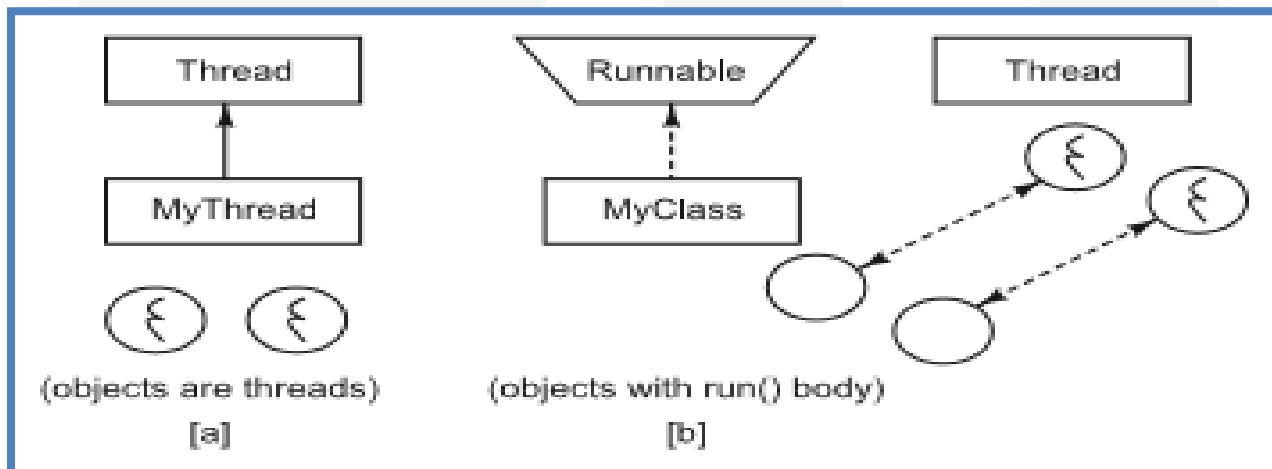 Thread
Runnable
Thread
MyThread
MyClass
(objects are threads)
(objects with run() body)
[a]
[b]